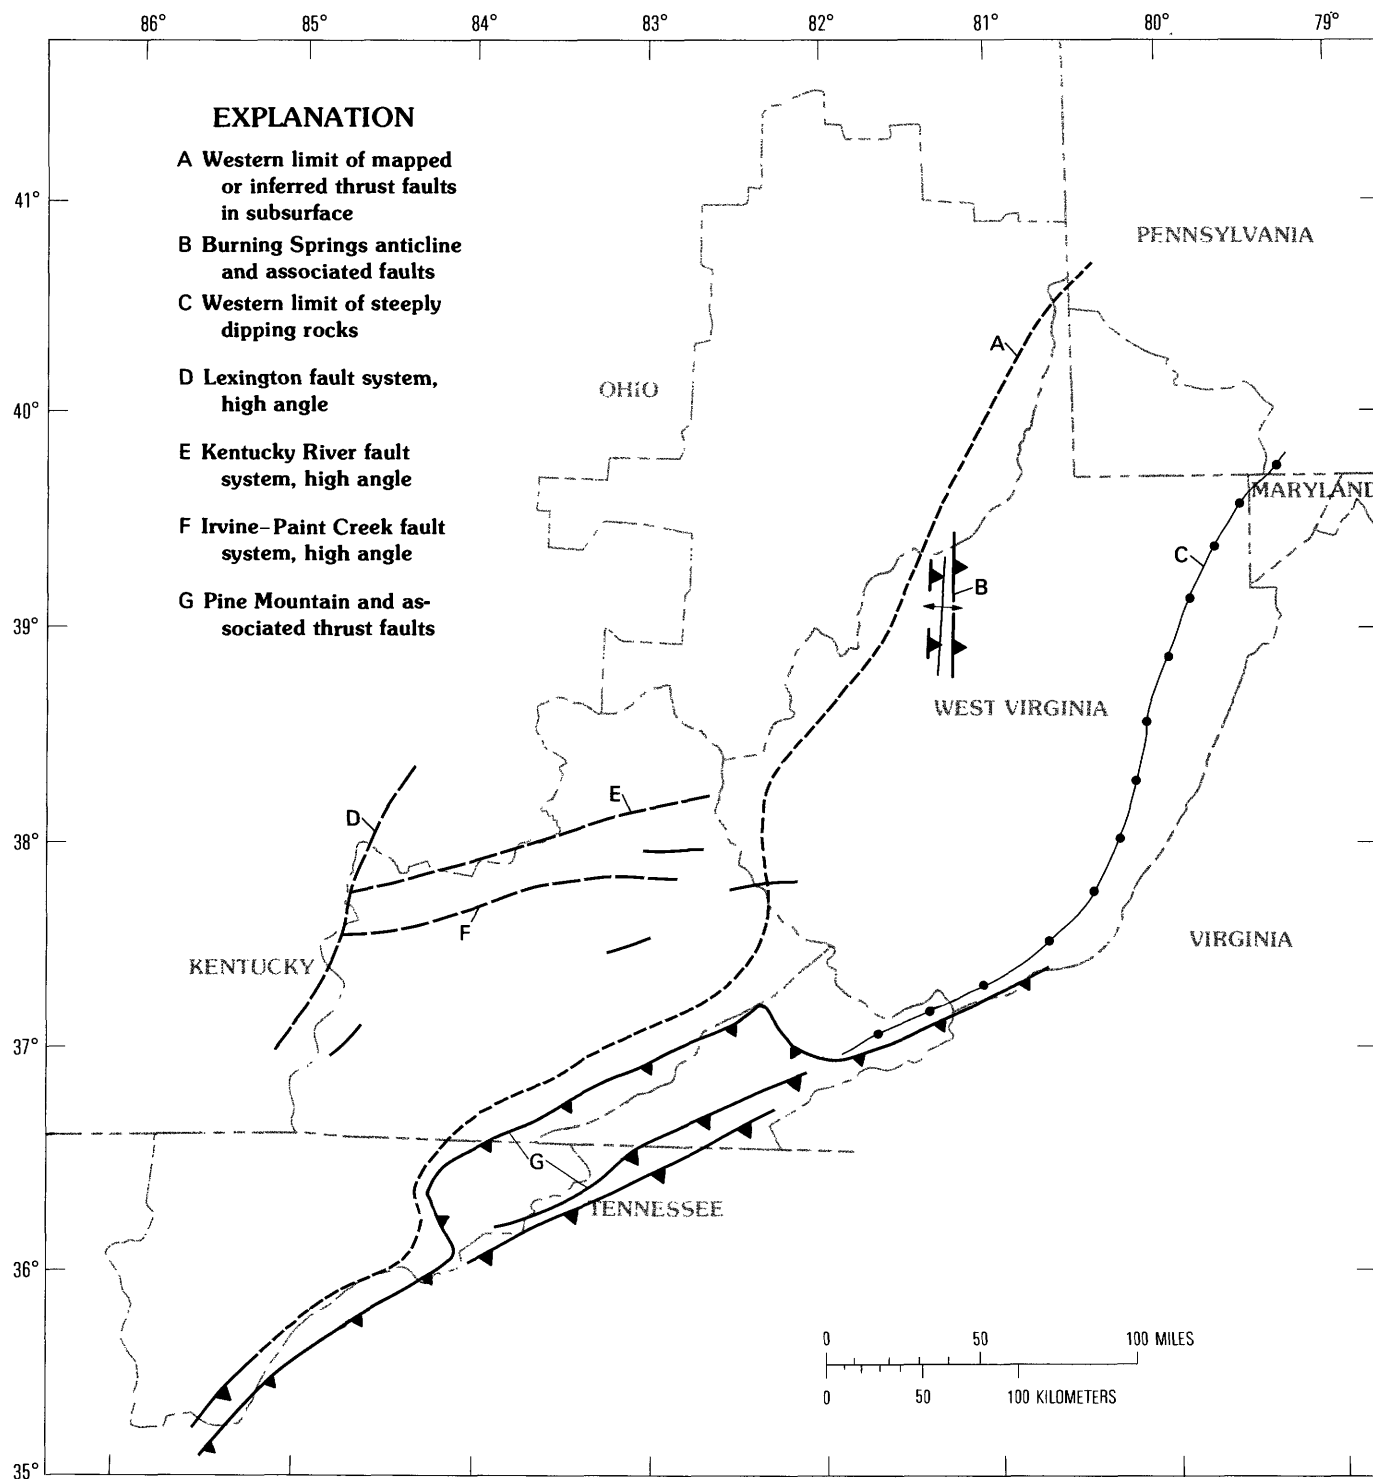 86° 85° 84° 83° 82° 81° 80° 79°
EXPLANATION
A Western limit of mapped
or inferred thrust faults
in subsurface
B Burning Springs anticline
and associated faults
C Western limit of steeply
dipping rocks
D Lexington fault system,
high angle
E Kentucky River fault
system, high angle
F Irvine–Paint Creek fault
system, high angle
G Pine Mountain and as-
sociated thrust faults
41°
PENNSYLVANIA
A
OHIO
40°
MARYLAND
C
B
39°
WEST VIRGINIA
E
D
38°
F
VIRGINIA
KENTUCKY
37°
G
TENNESSEE
36°
0 50 100 MILES
0 50 100 KILOMETERS
35°